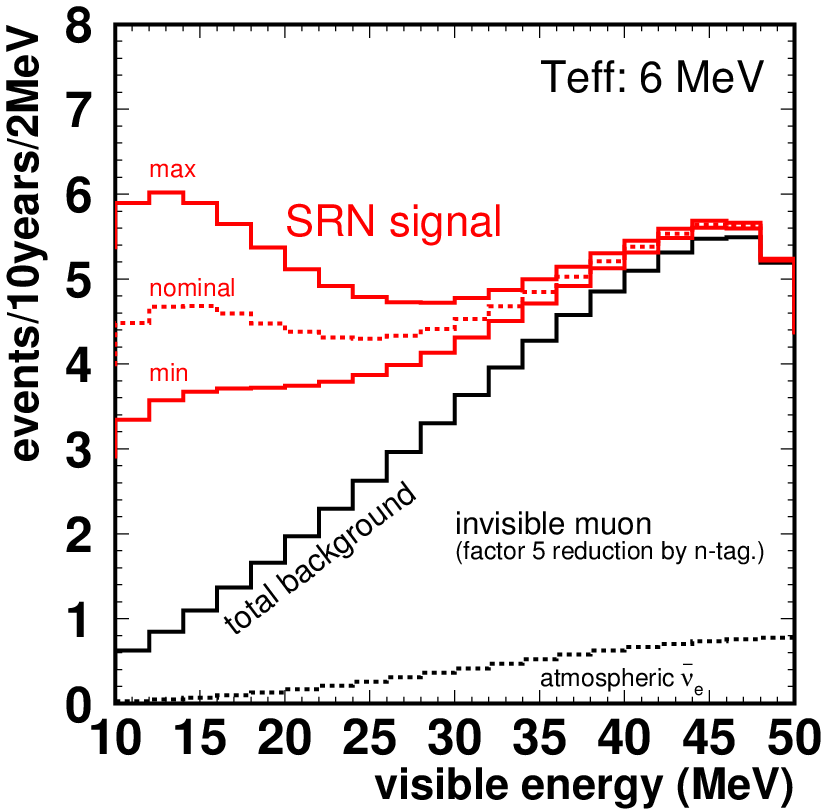 events/10years/2MeV
8
7
6
5
4
3
2
1
0
Teff: 6 MeV
max
SRN signal
nominal
min
total background
invisible muon
(factor 5 reduction by n-tag.)
atmospheric ν̄e
10 15 20 25 30 35 40 45 50
visible energy (MeV)